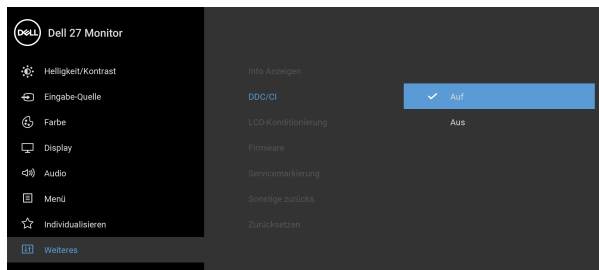 DELL Dell 27 Monitor
Helligkeit/Kontrast
Eingabe-Quelle
Farbe
Display
Audio
Menü
Individualisieren
Weiteres
Info Anzeigen
DDC/CI
LCD-Konditionierung
Firmware
Servicemarkierung
Sonstige zurücks.
Zurücksetzen
Auf
Aus